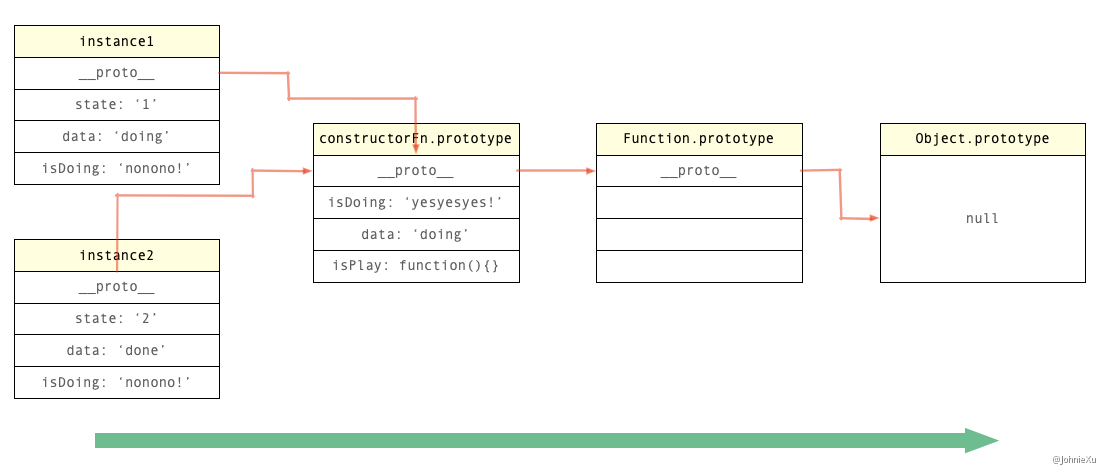 instance1
__proto__
state: ‘1’
data: ‘doing’
isDoing: ‘nonono!’
instance2
__proto__
state: ‘2’
data: ‘done’
isDoing: ‘nonono!’
constructorFn.prototype
__proto__
isDoing: ‘yesyesyes!’
data: ‘doing’
isPlay: function(){}
Function.prototype
__proto__
Object.prototype
null
@JohnieXu